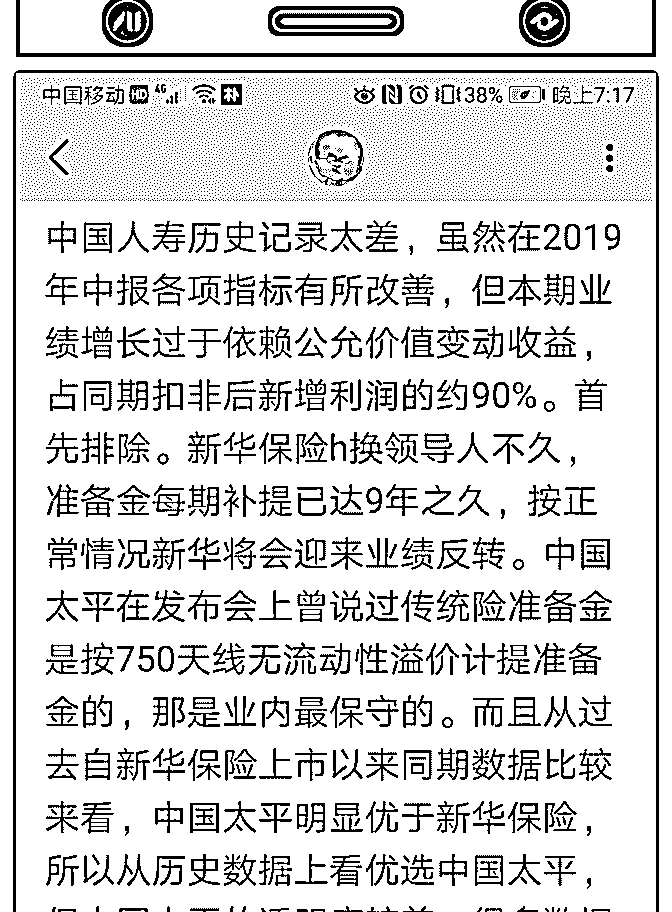 中国移动 HD 4G 38% 晚上7:17
中国人寿历史记录太差，虽然在2019
年中报各项指标有所改善，但本期业
绩增长过于依赖公允价值变动收益，
占同期扣非后新增利润的约90%。首
先排除。新华保险h换领导人不久，
准备金每期补提已达9年之久，按正
常情况新华将会迎来业绩反转。中国
太平在发布会上曾说过传统险准备金
是按750天线无流动性溢价计提准备
金的，那是业内最保守的。而且从过
去自新华保险上市以来同期数据比较
来看，中国太平明显优于新华保险，
所以从历史数据上看优选中国太平，